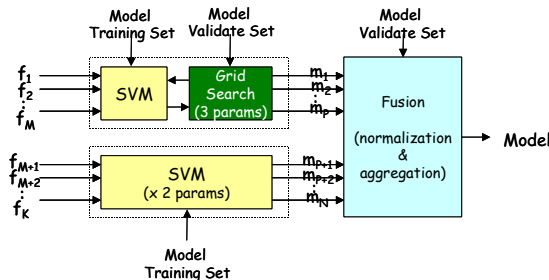 Model
Training Set
Model
Validate Set
Model
Validate Set
f1
f2
⋮
fM
SVM
Grid
Search
(3 params)
m1
m2
⋮
mP
Fusion
(normalization
&
aggregation)
Model
fM+1
fM+2
⋮
fK
SVM
(x 2 params)
mP+1
mP+2
⋮
mN
Model
Training Set